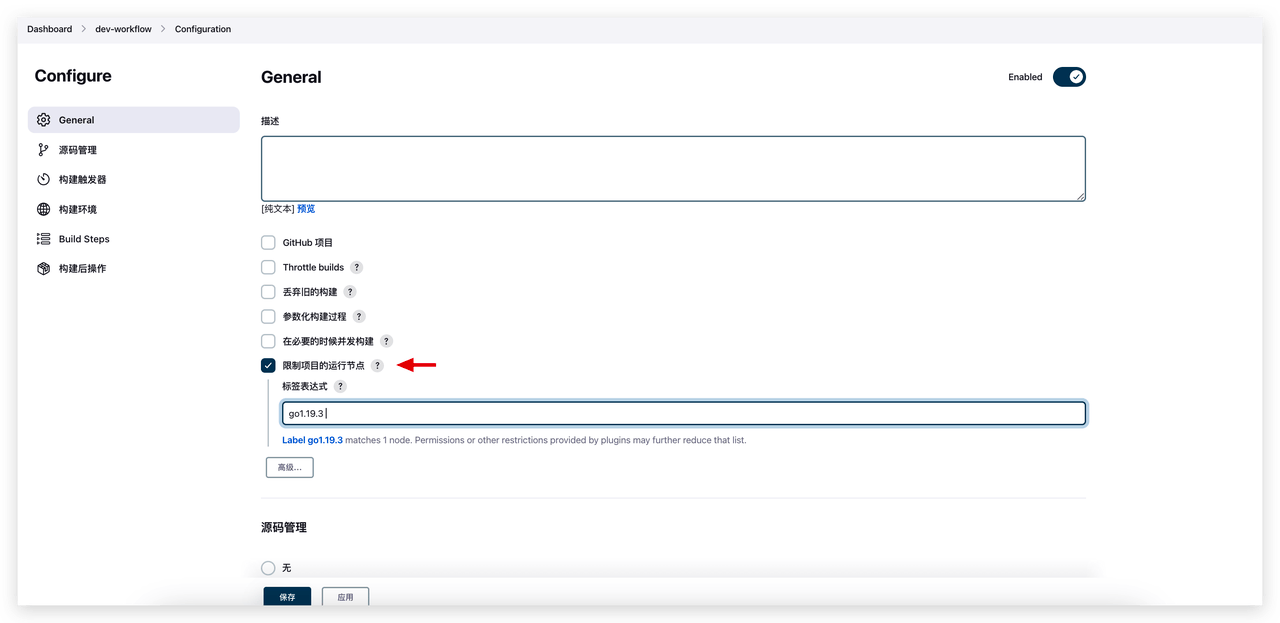 Dashboard > dev-workflow > Configuration
Configure
General
源码管理
构建触发器
构建环境
Build Steps
构建后操作
General
Enabled
描述
[纯文本] 预览
GitHub 项目
Throttle builds ?
丢弃旧的构建 ?
参数化构建过程 ?
在必要的时候并发构建 ?
限制项目的运行节点 ?
标签表达式 ?
go1.19.3
Label go1.19.3 matches 1 node. Permissions or other restrictions provided by plugins may further reduce that list.
高级...
源码管理
无
保存
应用